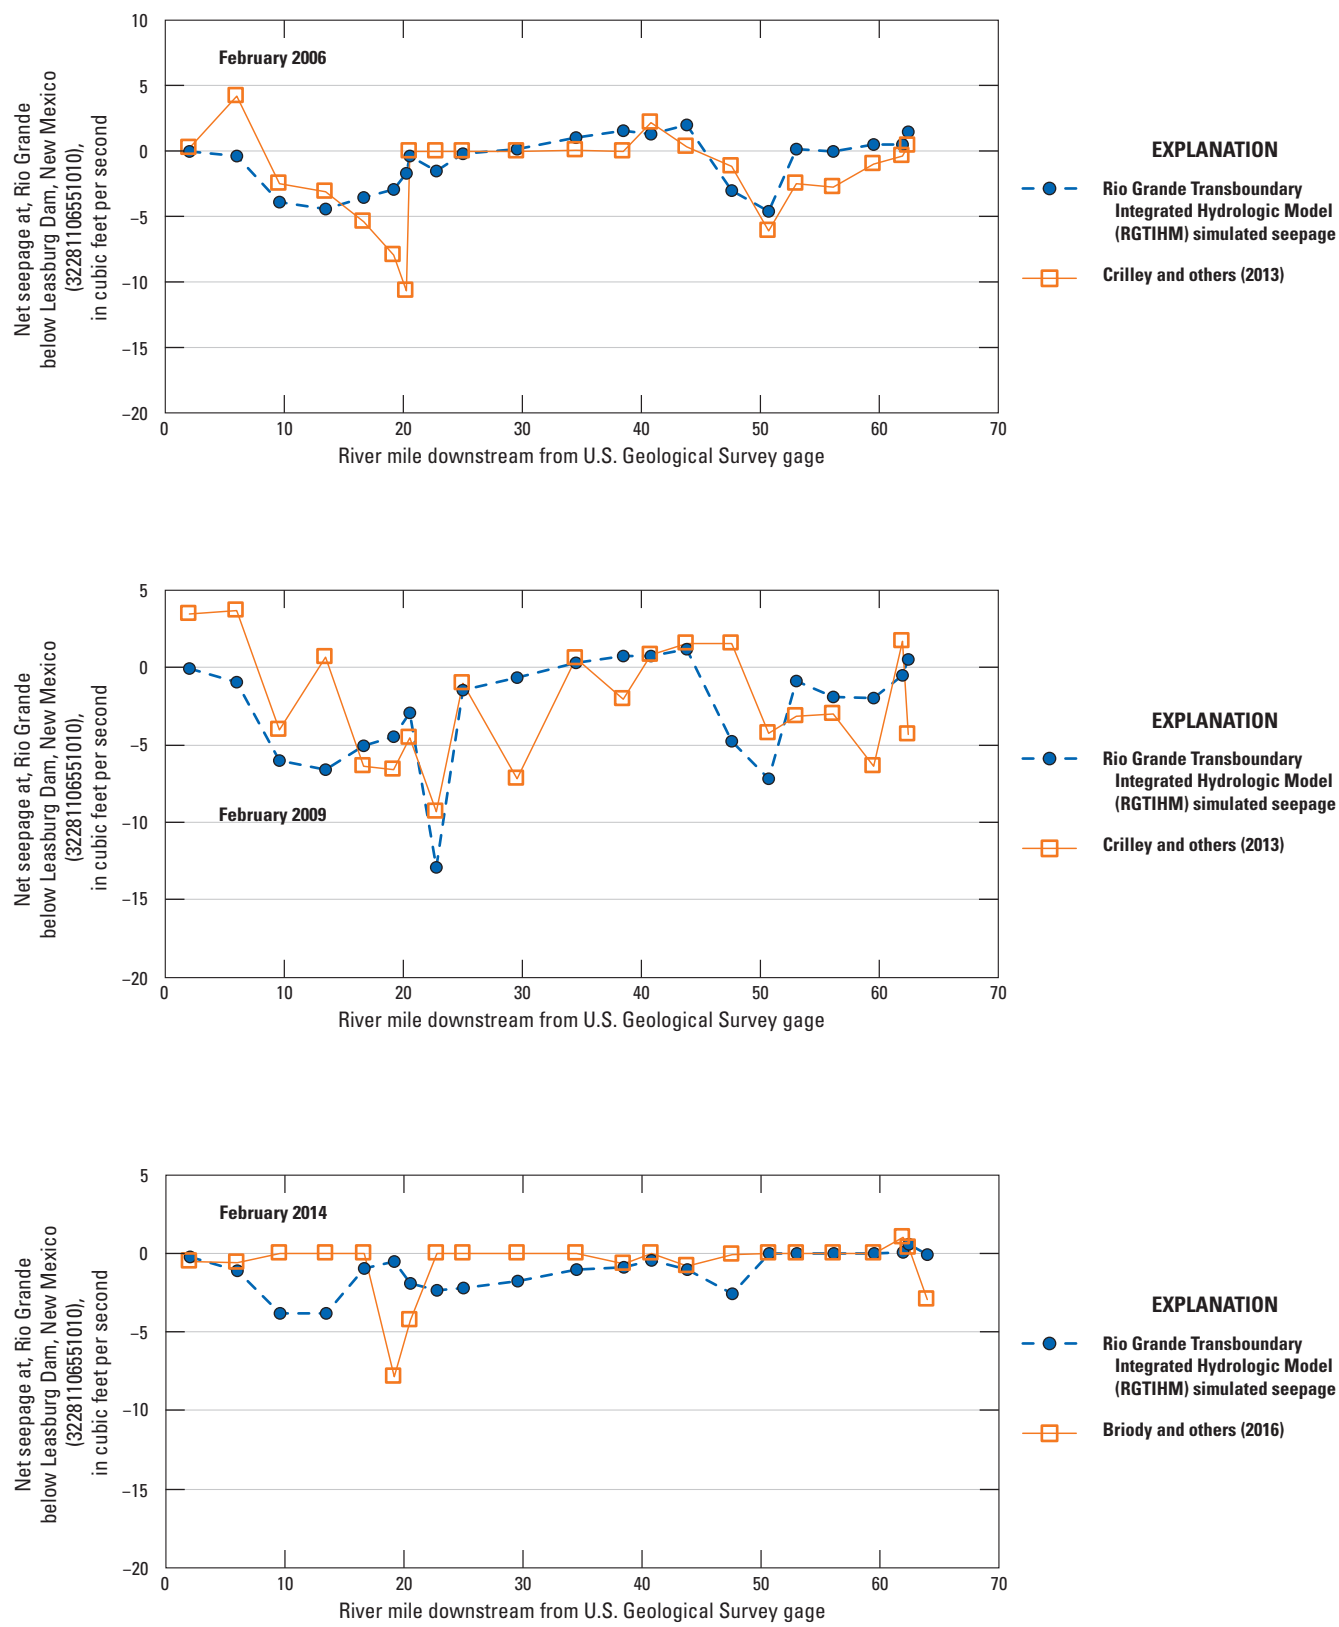 February 2006
10
5
0
–5
–10
–15
–20
Net seepage at, Rio Grande
below Leasburg Dam, New Mexico
(322811106551010),
in cubic feet per second
0 10 20 30 40 50 60 70
River mile downstream from U.S. Geological Survey gage
EXPLANATION
Rio Grande Transboundary
Integrated Hydrologic Model
(RGTIHM) simulated seepage
Crilley and others (2013)
February 2009
5
0
–5
–10
–15
–20
Net seepage at, Rio Grande
below Leasburg Dam, New Mexico
(322811106551010),
in cubic feet per second
0 10 20 30 40 50 60 70
River mile downstream from U.S. Geological Survey gage
EXPLANATION
Rio Grande Transboundary
Integrated Hydrologic Model
(RGTIHM) simulated seepage
Crilley and others (2013)
February 2014
5
0
–5
–10
–15
–20
Net seepage at, Rio Grande
below Leasburg Dam, New Mexico
(322811106551010),
in cubic feet per second
0 10 20 30 40 50 60 70
River mile downstream from U.S. Geological Survey gage
EXPLANATION
Rio Grande Transboundary
Integrated Hydrologic Model
(RGTIHM) simulated seepage
Briody and others (2016)